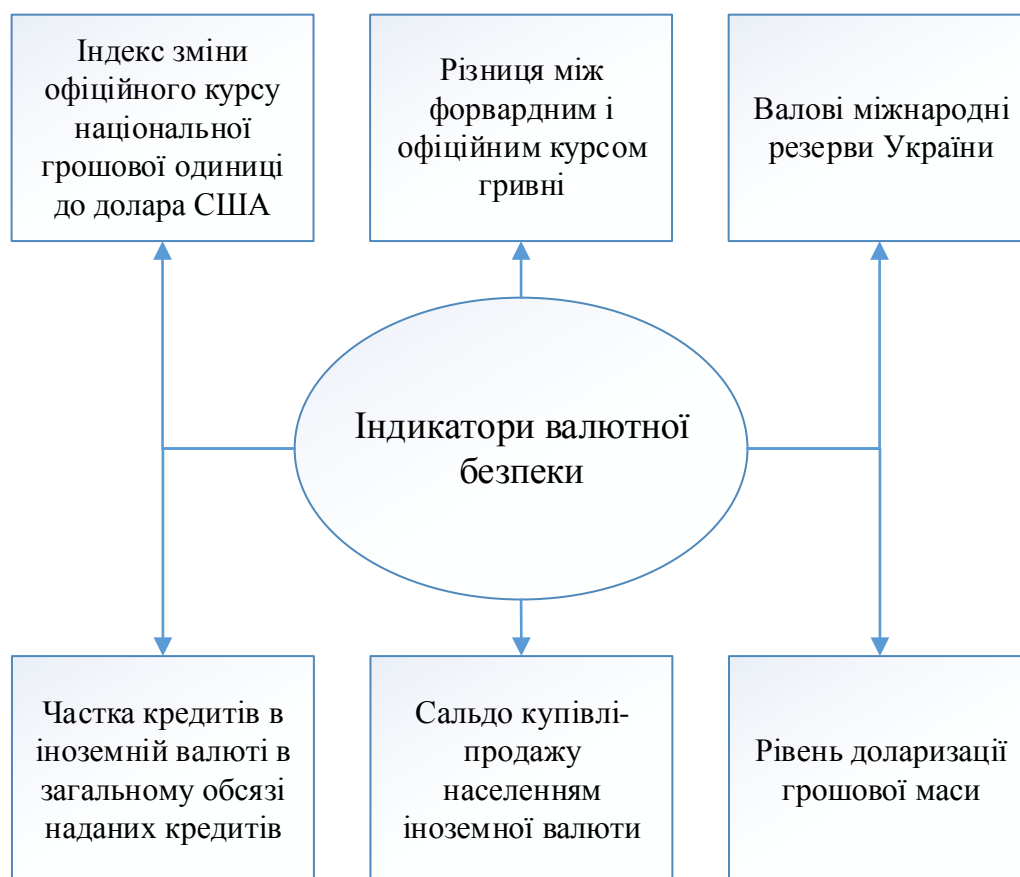 Індекс зміни
офіційного курсу
національної
грошової одиниці
до долара США
Різниця між
форвардним і
офіційним курсом
гривні
Валові міжнародні
резерви України
Індикатори валютної
безпеки
Частка кредитів в
іноземній валюті в
загальному обсязі
наданих кредитів
Сальдо купівлі-
продажу
населенням
іноземної валюти
Рівень доларизації
грошової маси